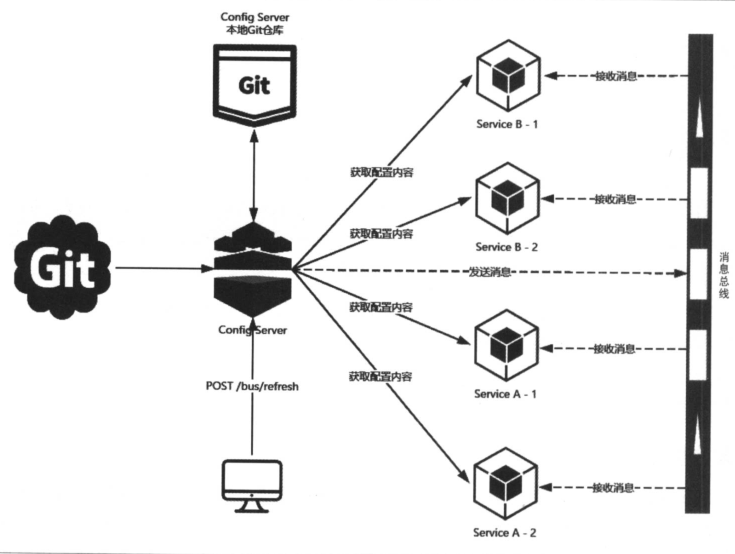 Config Server
本地Git仓库
Git
Service B - 1
接收消息
获取配置内容
Service B - 2
接收消息
获取配置内容
Git
发送消息
消息总线
Config Server
获取配置内容
Service A - 1
接收消息
POST /bus/refresh
获取配置内容
Service A - 2
接收消息